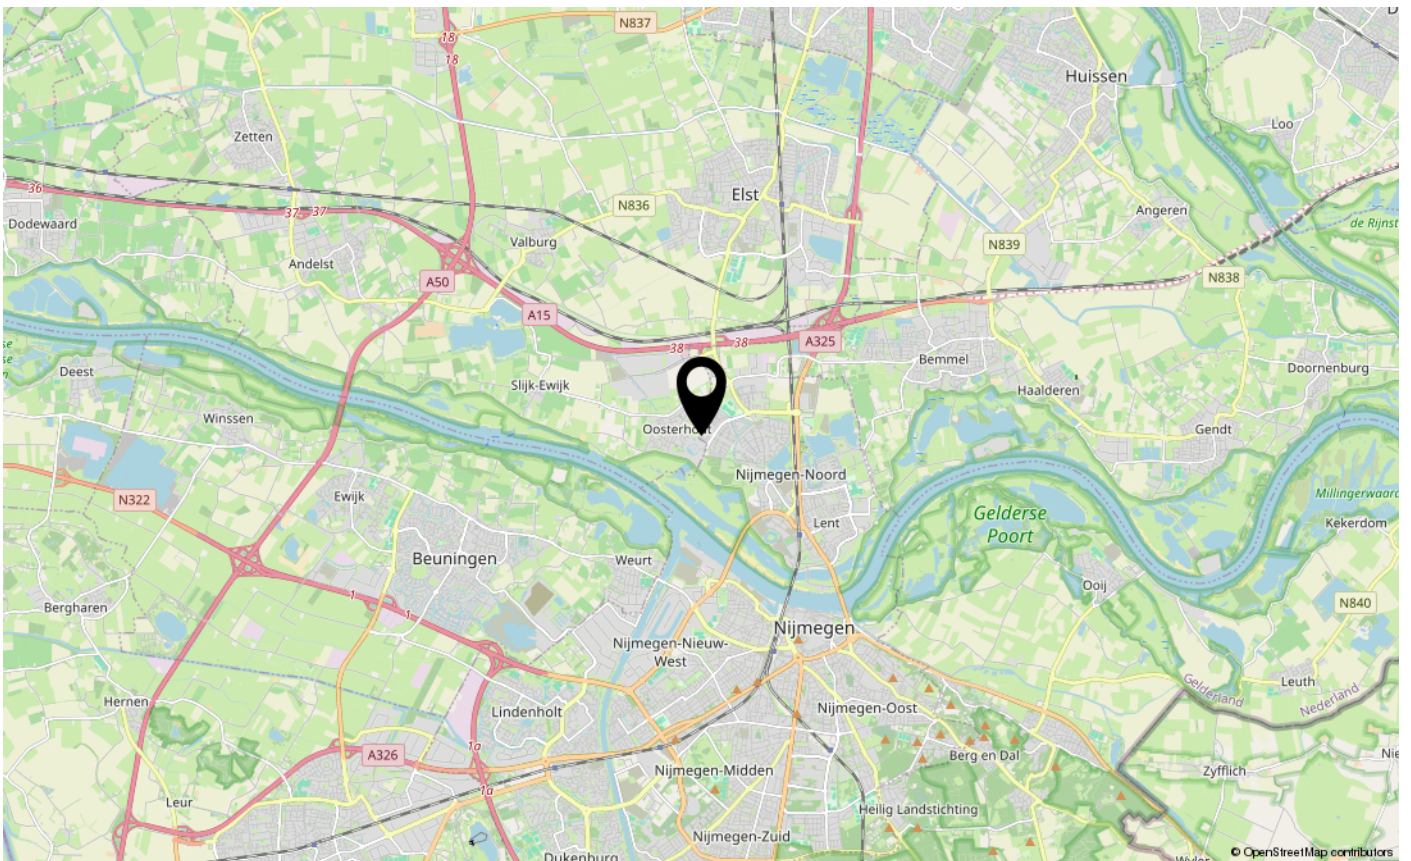 N837
18
18
Huissen
Loo
Zetten
36
37
37
Elst
N836
Dodewaard
Angeren
de Rijnst
Valburg
N839
Andelst
N838
A50
A15
38
38
A325
Deest
Bemmel
Slijk-Ewijk
Doornenburg
Haalderen
Winssen
Oosterhout
Gendt
Nijmegen-Noord
N322
Ewijk
Gelderse
Poort
Millingerwaard
Lent
Kekerdom
Beuningen
Weurt
Ooij
1
Bergharen
1
N840
Nijmegen
Nijmegen-Nieuw-
West
Leuth
Gelderland
Nederland
Hernen
Lindenholt
Nijmegen-Oost
1a
A326
Berg en Dal
Nijmegen-Midden
Zyfflich
Nie
1a
Leur
Heilig Landstichting
Nijmegen-Zuid
Dukenburg
Wyler
© OpenStreetMap contributors